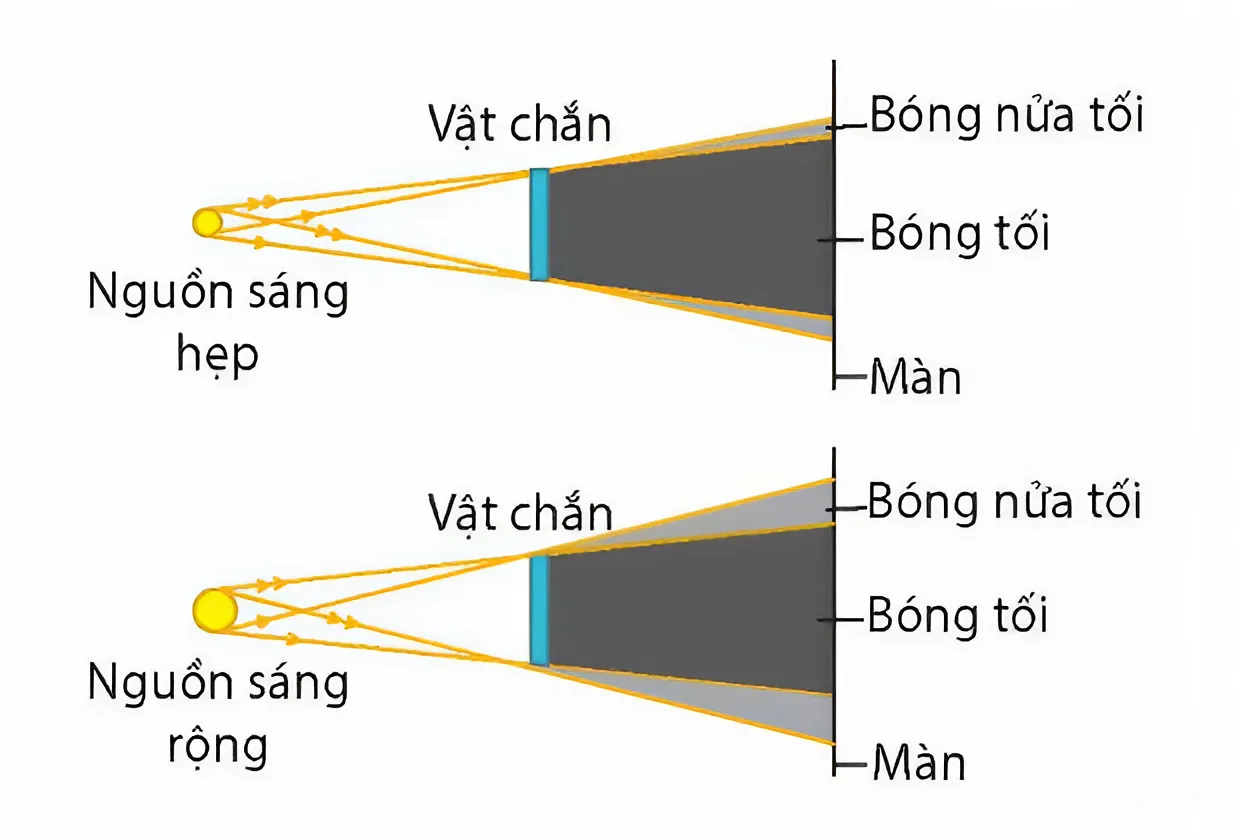 Vật chắn
Bóng nửa tối
Bóng tối
Nguồn sáng
hẹp
Màn
Vật chắn
Bóng nửa tối
Bóng tối
Nguồn sáng
rộng
Màn